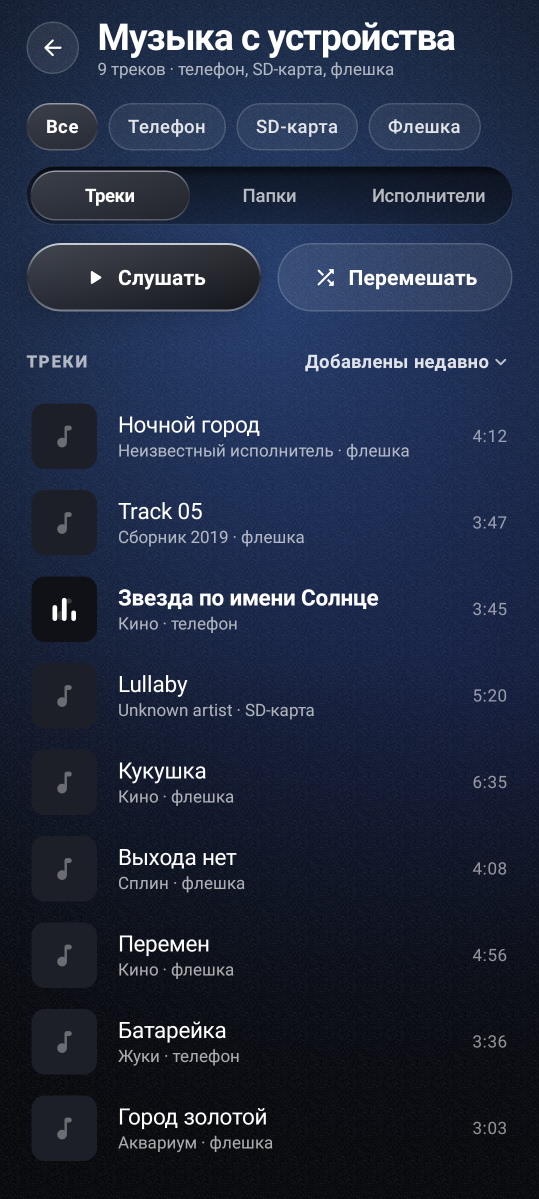 Музыка с устройства
9 треков · телефон, SD-карта, флешка
Все Телефон SD-карта Флешка
Треки Папки Исполнители
Слушать Перемешать
ТРЕКИ Добавлены недавно
Ночной город
Неизвестный исполнитель · флешка 4:12
Track 05
Сборник 2019 · флешка 3:47
Звезда по имени Солнце
Кино · телефон 3:45
Lullaby
Unknown artist · SD-карта 5:20
Кукушка
Кино · флешка 6:35
Выхода нет
Сплин · флешка 4:08
Перемен
Кино · флешка 4:56
Батарейка
Жуки · телефон 3:36
Город золотой
Аквариум · флешка 3:03